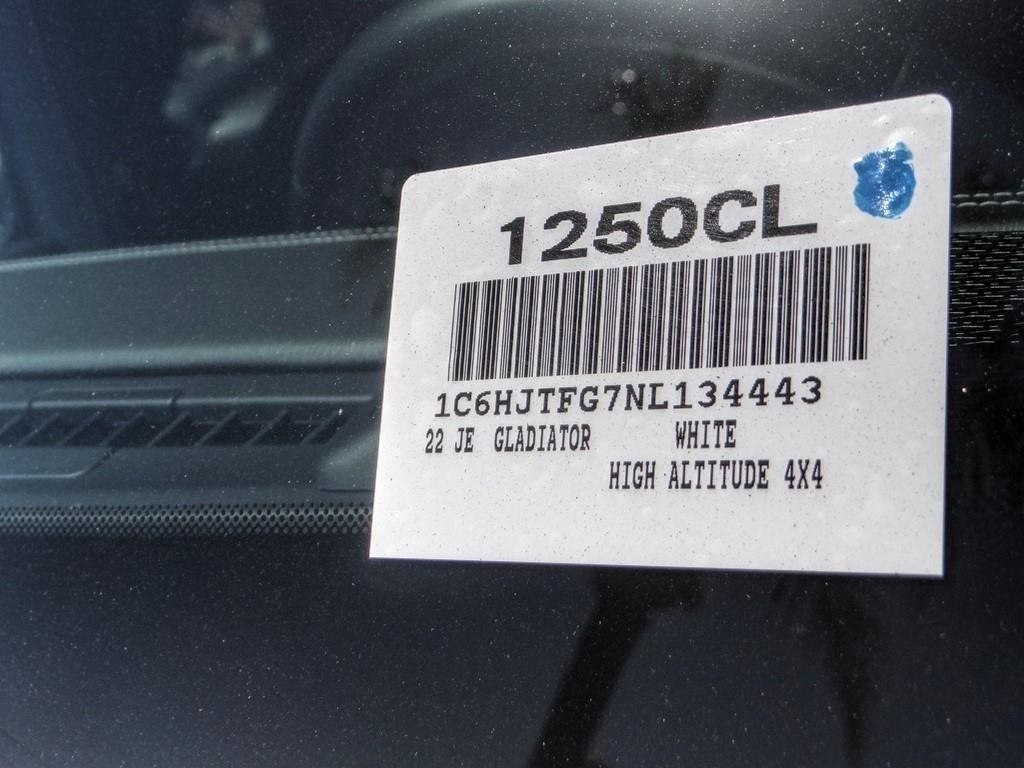 1250CL
1C6HJTFG7NL134443
22 JE GLADIATOR WHITE
HIGH ALTITUDE 4X4